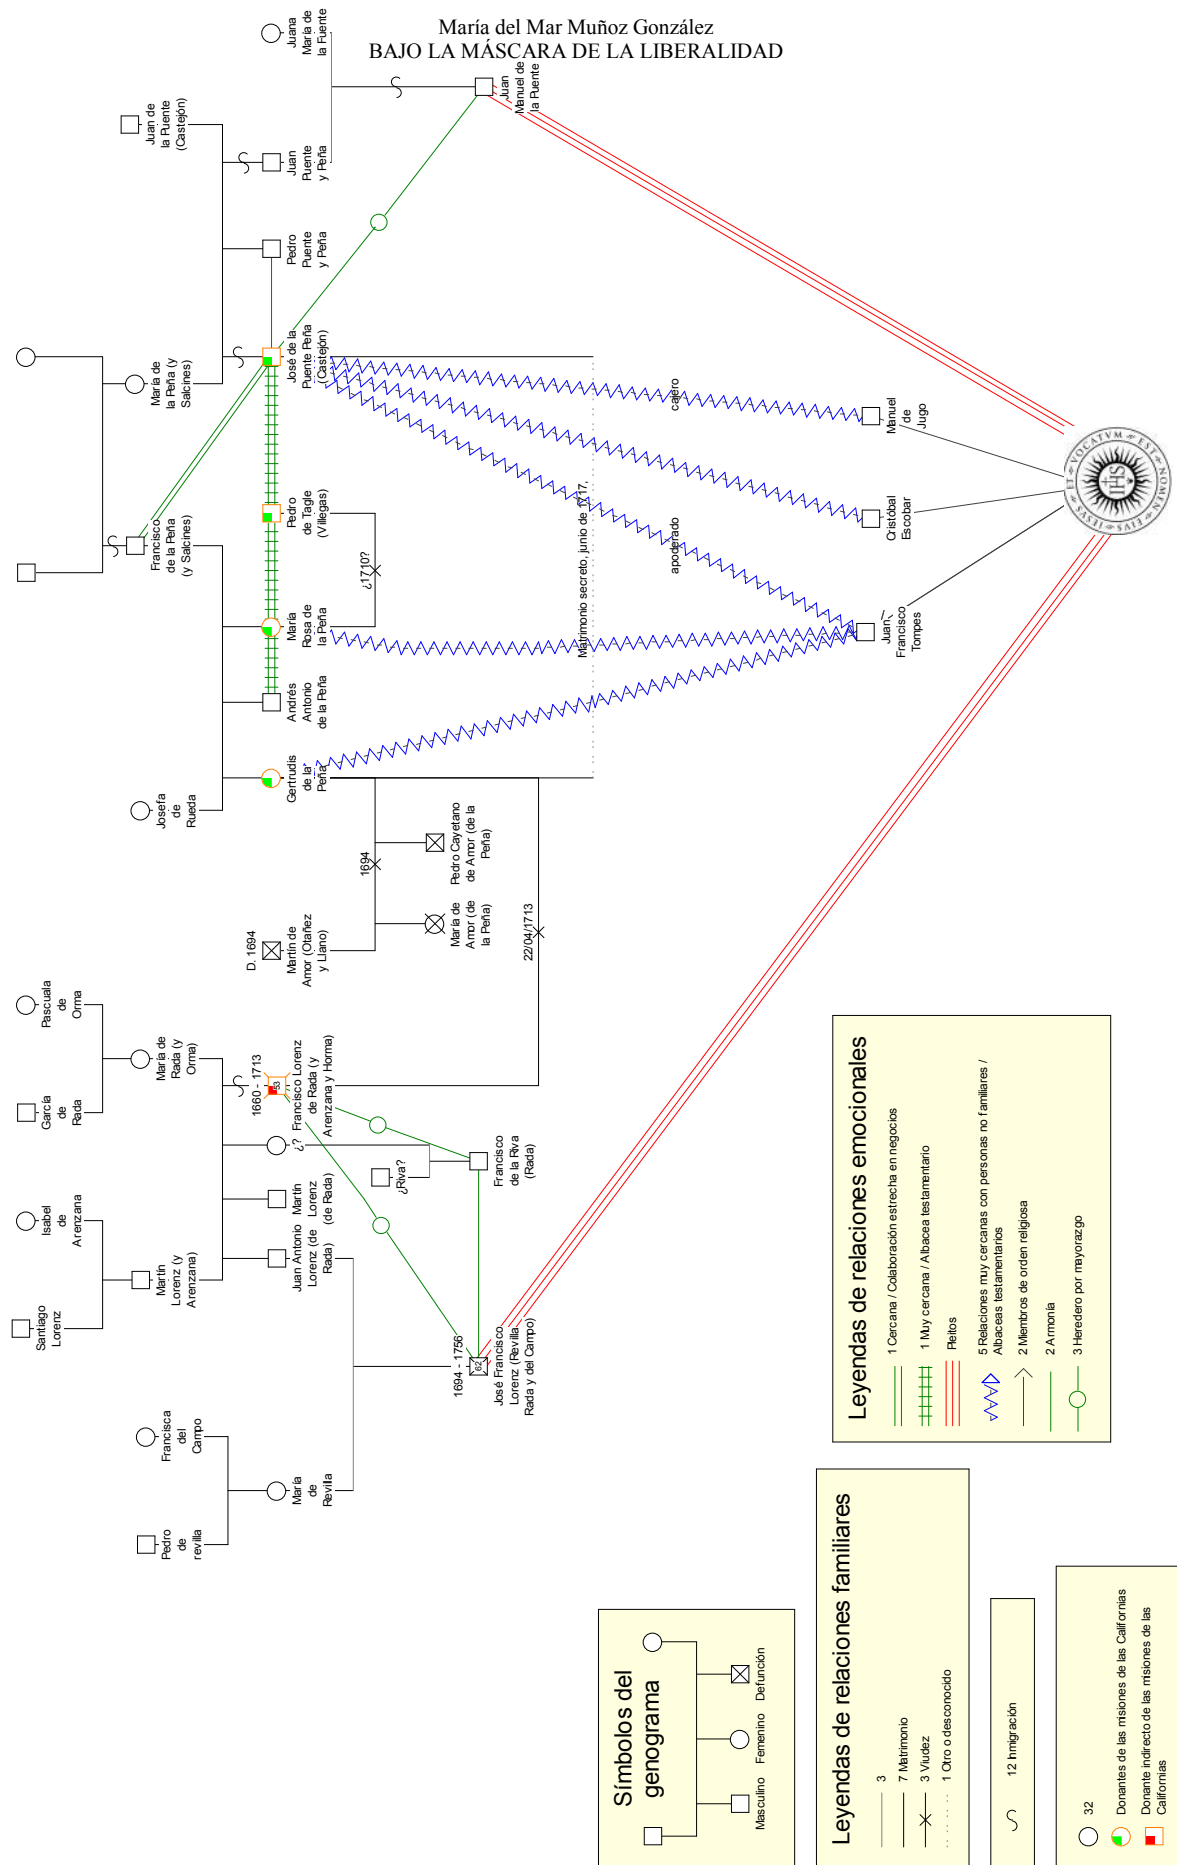 María del Mar Muñoz González
BAJO LA MÁSCARA DE LA LIBERALIDAD
Santiago
Lorenz
Isabel
de
Arenzana
García
de
Rada
Pascuala
de
Orma
Pedro
de
revilla
Francisca
del
Campo
Martín
Lorenz (y
Arenzana)
María de
Rada (y
Orma)
Josefa
de
Rueda
Francisco
de la Peña
(y Salcines)
María de
la Peña (y
Salcines)
Juan de
la Puente
(Castejón)
María
de
Revilla
Juan Antonio
Lorenz (de
Rada)
Martín
Lorenz
(de Rada)
¿?
1660 - 1713
53
Francisco Lorenz
de Rada (y
Arenzana y Horma)
D. 1694
Martín de
Amor (Otañez
y Llano)
Gertrudis
de la
Peña
Andrés
Antonio
de la Peña
María
Rosa de
la Peña
Pedro
de Tagle
(Villegas)
José de la
Puente Peña
(Castejón)
Pedro
Puente
y Peña
Juan
Puente
y Peña
Juana
María de
la Fuente
1694
¿1710?
¿Riva?
María de
Amor (de
la Peña)
Pedro Cayetano
de Amor (de la
Peña)
1694 - 1756
62
José Francisco
Lorenz (Revilla,
Rada y del Campo)
Francisco
de la Riva
(Rada)
Juan
Manuel de
la Puente
22/04/1713
Matrimonio secreto, junio de 1717,
apoderado
cajero
Juan
Francisco
Tompes
Cristóbal
Escobar
Manuel
de
Jugo
IESVS ET VOCATVM EST NOMEN EIVS
IHS
Símbolos del
genograma
Masculino Femenino Defunción
Leyendas de relaciones familiares
3
7 Matrimonio
3 Viudez
1 Otro o desconocido
12 Inmigración
32
Donantes de las misiones de las Californias
Donante indirecto de las misiones de las
Californias
Leyendas de relaciones emocionales
1 Cercana / Colaboración estrecha en negocios
1 Muy cercana / Albacea testamentario
Pleitos
5 Relaciones muy cercanas con personas no familiares /
Albaceas testamentarios
2 Miembros de orden religiosa
2 Armonía
3 Heredero por mayorazgo